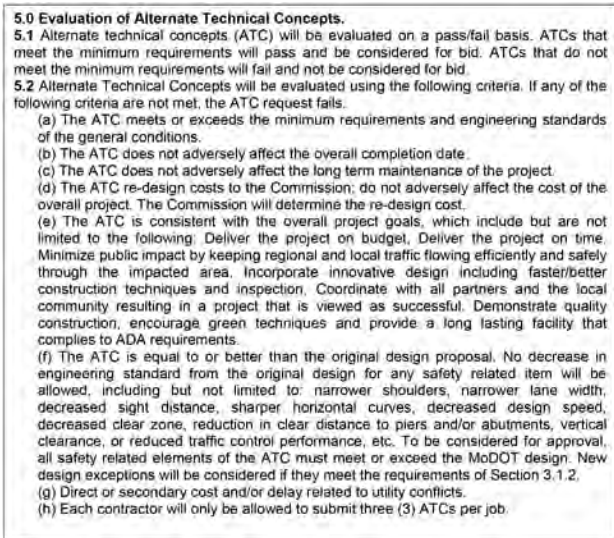 5.0 Evaluation of Alternate Technical Concepts.
5.1 Alternate technical concepts (ATC) will be evaluated on a pass/fail basis. ATCs that
meet the minimum requirements will pass and be considered for bid. ATCs that do not
meet the minimum requirements will fail and not be considered for bid.
5.2 Alternate Technical Concepts will be evaluated using the following criteria. If any of the
following criteria are not met, the ATC request fails.
(a) The ATC meets or exceeds the minimum requirements and engineering standards
of the general conditions.
(b) The ATC does not adversely affect the overall completion date.
(c) The ATC does not adversely affect the long term maintenance of the project.
(d) The ATC re-design costs to the Commission; do not adversely affect the cost of the
overall project. The Commission will determine the re-design cost.
(e) The ATC is consistent with the overall project goals, which include but are not
limited to the following: Deliver the project on budget, Deliver the project on time.
Minimize public impact by keeping regional and local traffic flowing efficiently and safely
through the impacted area. Incorporate innovative design including faster/better
construction techniques and inspection. Coordinate with all partners and the local
community resulting in a project that is viewed as successful. Demonstrate quality
construction, encourage green techniques and provide a long lasting facility that
complies to ADA requirements.
(f) The ATC is equal to or better than the original design proposal. No decrease in
engineering standard from the original design for any safety related item will be
allowed, including but not limited to: narrower shoulders, narrower lane width,
decreased sight distance, sharper horizontal curves, decreased design speed,
decreased clear zone, reduction in clear distance to piers and/or abutments, vertical
clearance, or reduced traffic control performance, etc. To be considered for approval,
all safety related elements of the ATC must meet or exceed the MoDOT design. New
design exceptions will be considered if they meet the requirements of Section 3.1.2.
(g) Direct or secondary cost and/or delay related to utility conflicts.
(h) Each contractor will only be allowed to submit three (3) ATCs per job.